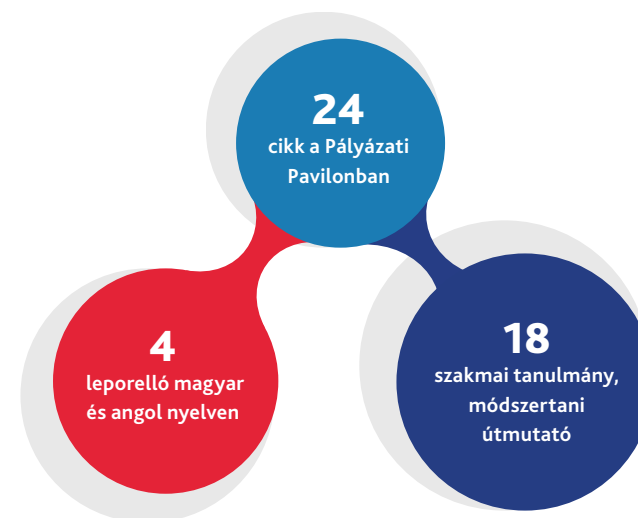 24
cikk a Pályázati
Pavilonban
4
leporelló magyar
és angol nyelven
18
szakmai tanulmány,
módszertani
útmutató